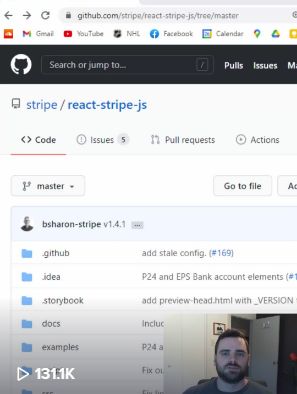 github.com/stripe/react-stripe-js/tree/master
Gmail YouTube NHL Facebook Calendar
Search or jump to... / Pulls Issues
stripe / react-stripe-js
Code Issues 5 Pull requests Actions
master Go to file
bsharon-stripe v1.4.1 ...
.github add stale config. (#169)
.idea P24 and EPS Bank account elements (#1
.storybook add preview-head.html with _VERSION
docs Includ
examples P24 a
Fix ou
131.1K